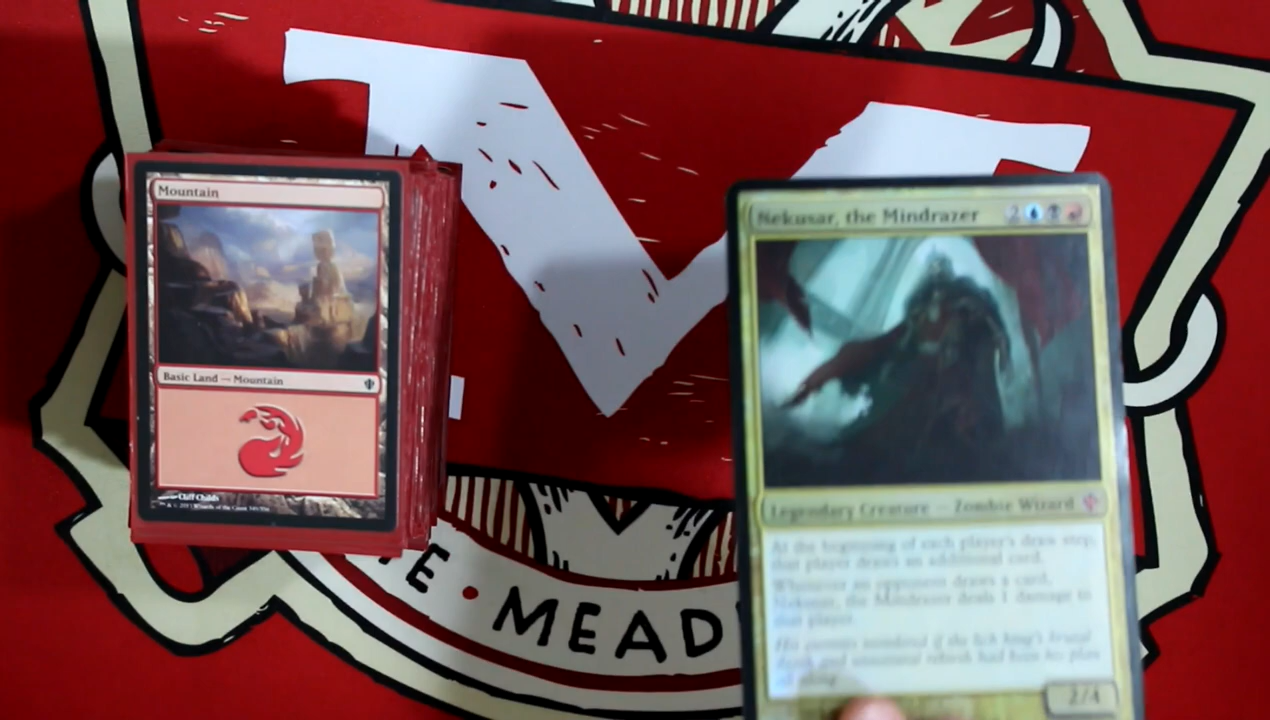 Mountain
Basic Land — Mountain
Cliff Childs
Nekusar, the Mindrazer 2
Legendary Creature — Zombie Wizard
At the beginning of each player's draw step,
that player draws an additional card.
Whenever an opponent draws a card,
Nekusar, the Mindrazer deals 1 damage to
that player.
2/4
• MEAD